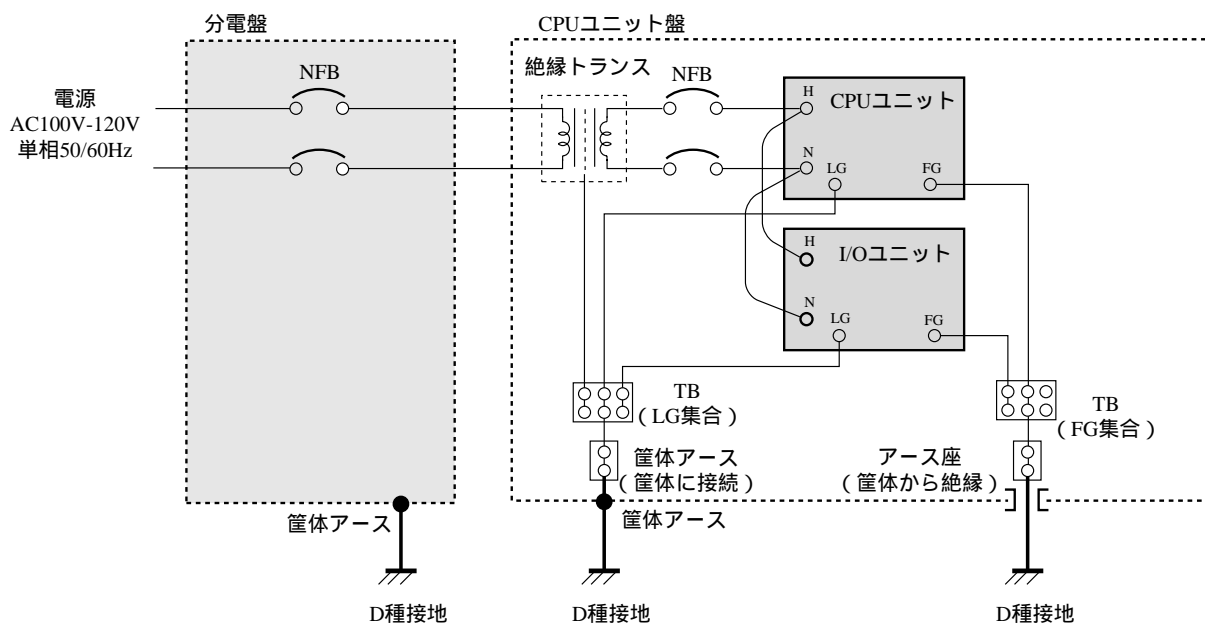 分電盤
CPUユニット盤
絶縁トランス
NFB
NFB
電源
AC100V-120V
単相50/60Hz
H
CPUユニット
N
LG
FG
H
I/Oユニット
N
LG
FG
TB
（LG集合）
TB
（FG集合）
筐体アース
（筐体に接続）
アース座
（筐体から絶縁）
筐体アース
筐体アース
D種接地
D種接地
D種接地